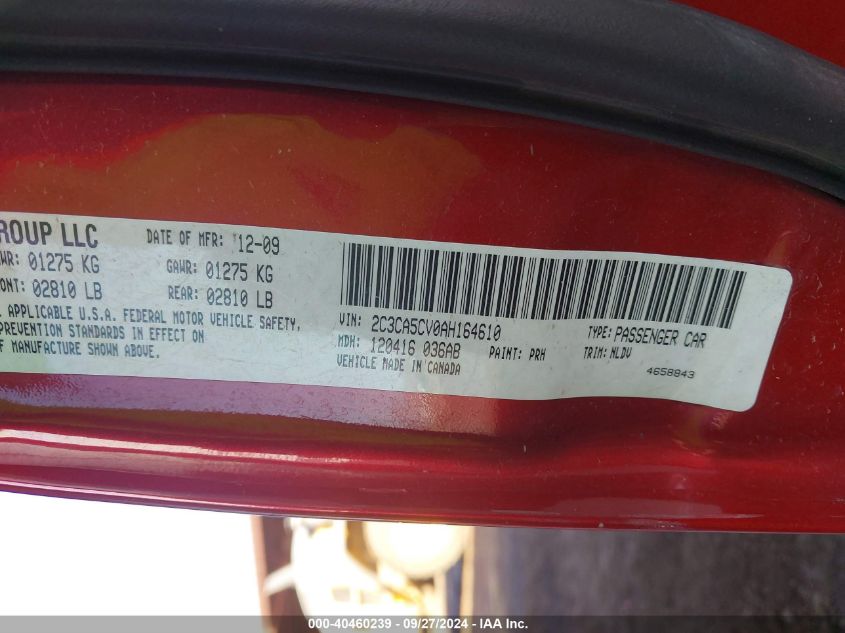 ROUP LLC DATE OF MFR: 12-09
WR: 01275 KG GAWR: 01275 KG
ONT: 02810 LB REAR: 02810 LB
APPLICABLE U.S.A. FEDERAL MOTOR VEHICLE SAFETY,
PREVENTION STANDARDS IN EFFECT ON
OF MANUFACTURE SHOWN ABOVE.
VIN: 2C3CA5CV0AH164610 TYPE: PASSENGER CAR
MDH: 120416 036AB PAINT: PRH TRIM: NLDV
VEHICLE MADE IN CANADA 4658843
000-40460239 - 09/27/2024 - IAA Inc.